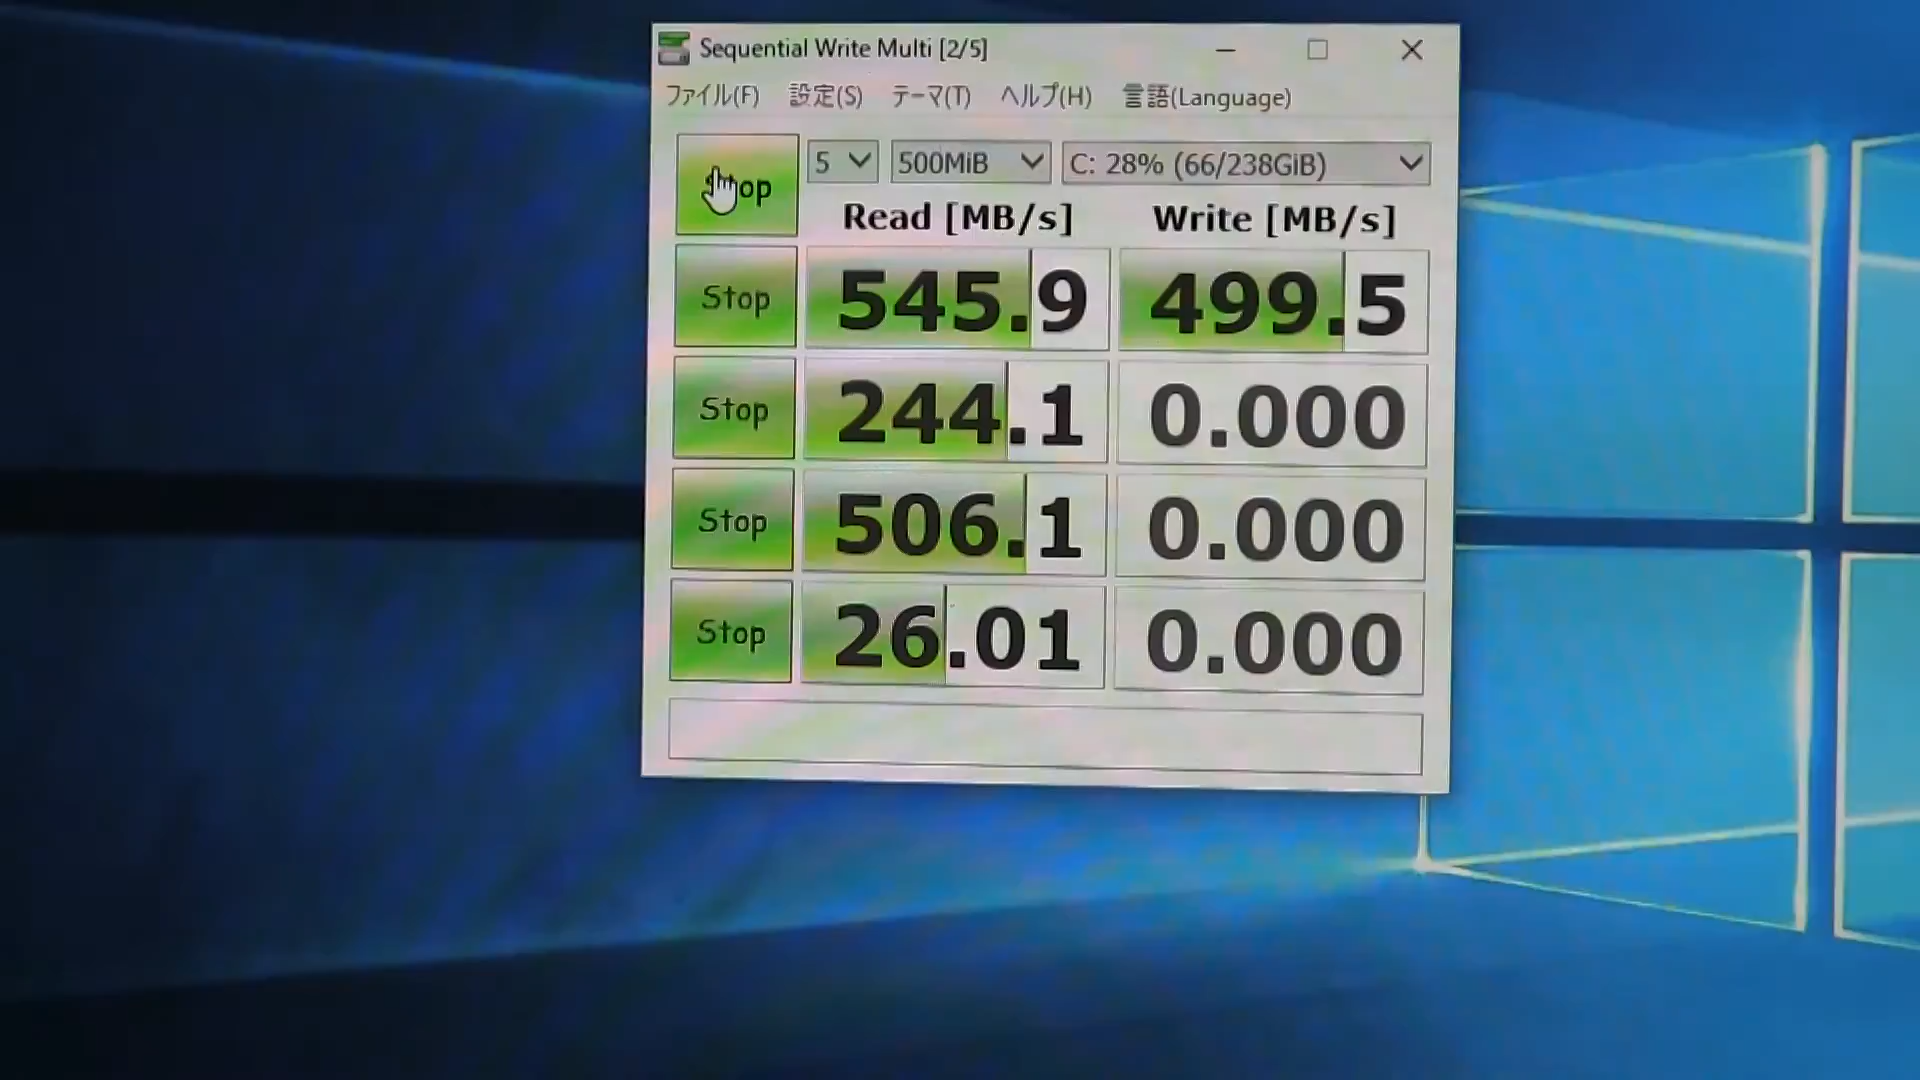 Sequential Write Multi [2/5]
ファイル(F) 設定(S) テーマ(T) ヘルプ(H) 言語(Language)
5 500MiB C: 28% (66/238GiB)
Read [MB/s] Write [MB/s]
Stop 545.9 499.5
Stop 244.1 0.000
Stop 506.1 0.000
Stop 26.01 0.000